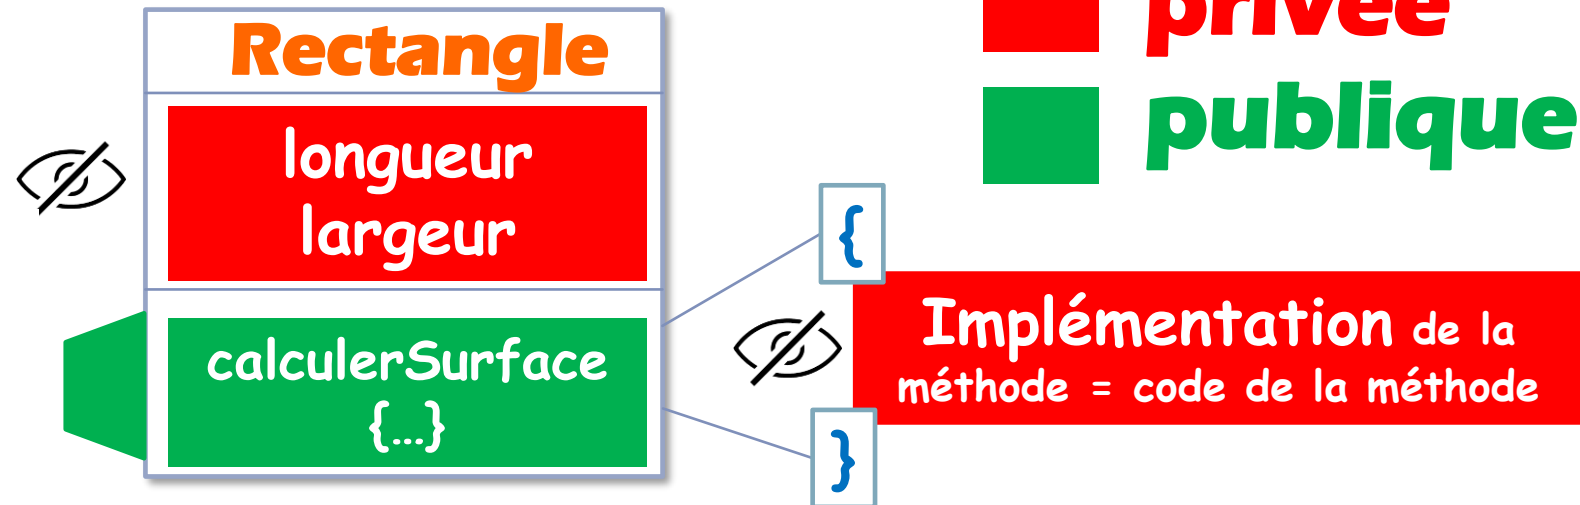 Rectangle
longueur
largeur
calculerSurface
{...}
{
Implémentation de la
méthode = code de la méthode
}
privée
publique